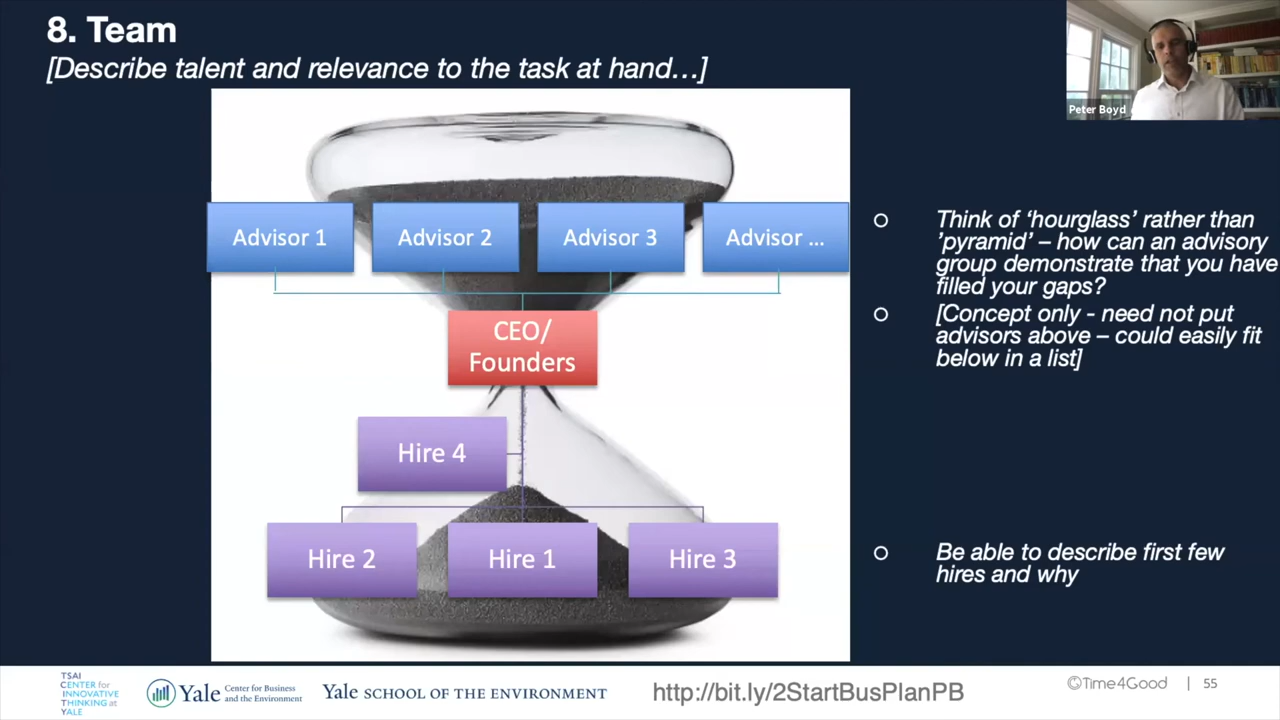 8. Team
[Describe talent and relevance to the task at hand…]
Peter Boyd
Advisor 1
Advisor 2
Advisor 3
Advisor ...
CEO/
Founders
Hire 4
Hire 2
Hire 1
Hire 3
Think of ‘hourglass’ rather than
’pyramid’ – how can an advisory
group demonstrate that you have
filled your gaps?
[Concept only - need not put
advisors above – could easily fit
below in a list]
Be able to describe first few
hires and why
TSAI
CENTER for
INNOVATIVE
THINKING at
YALE
Yale Center for Business
and the Environment
Yale SCHOOL OF THE ENVIRONMENT
http://bit.ly/2StartBusPlanPB
©Time4Good | 55